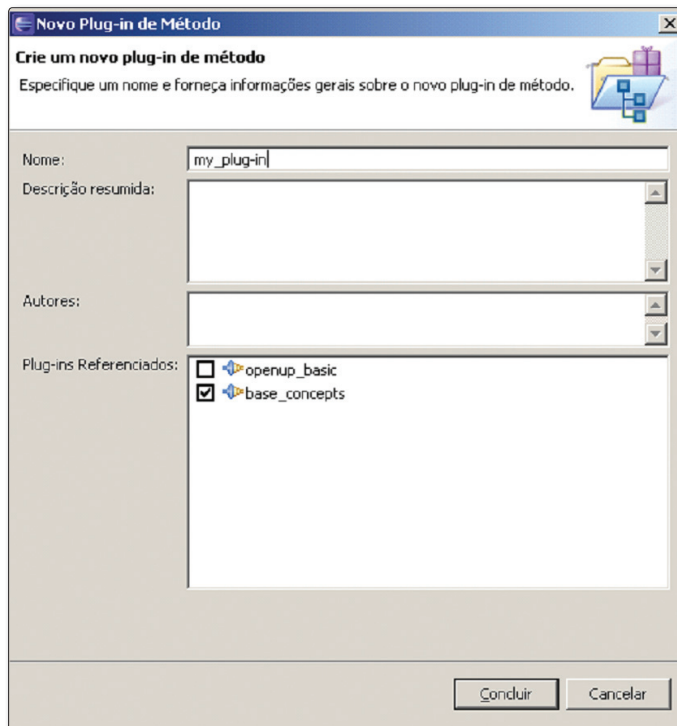 Novo Plug-in de Método
Crie um novo plug-in de método
Especifique um nome e forneça informações gerais sobre o novo plug-in de método.
Nome:
my_plug-in
Descrição resumida:
Autores:
Plug-ins Referenciados:
openup_basic
base_concepts
Concluir
Cancelar